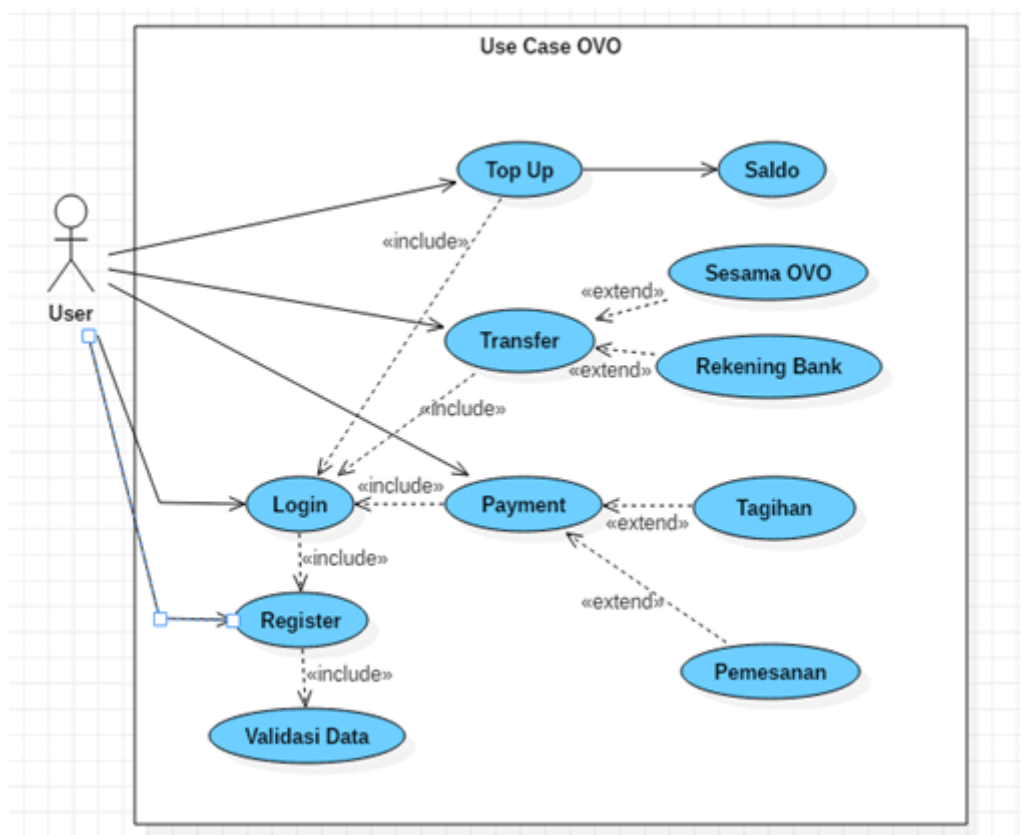 Use Case OVO
Top Up
Saldo
«include»
Sesama OVO
«extend»
User
Transfer
Rekening Bank
«extend»
«include»
«include»
Login
Payment
Tagihan
«extend»
«include»
Register
«extend»
«include»
Pemesanan
Validasi Data